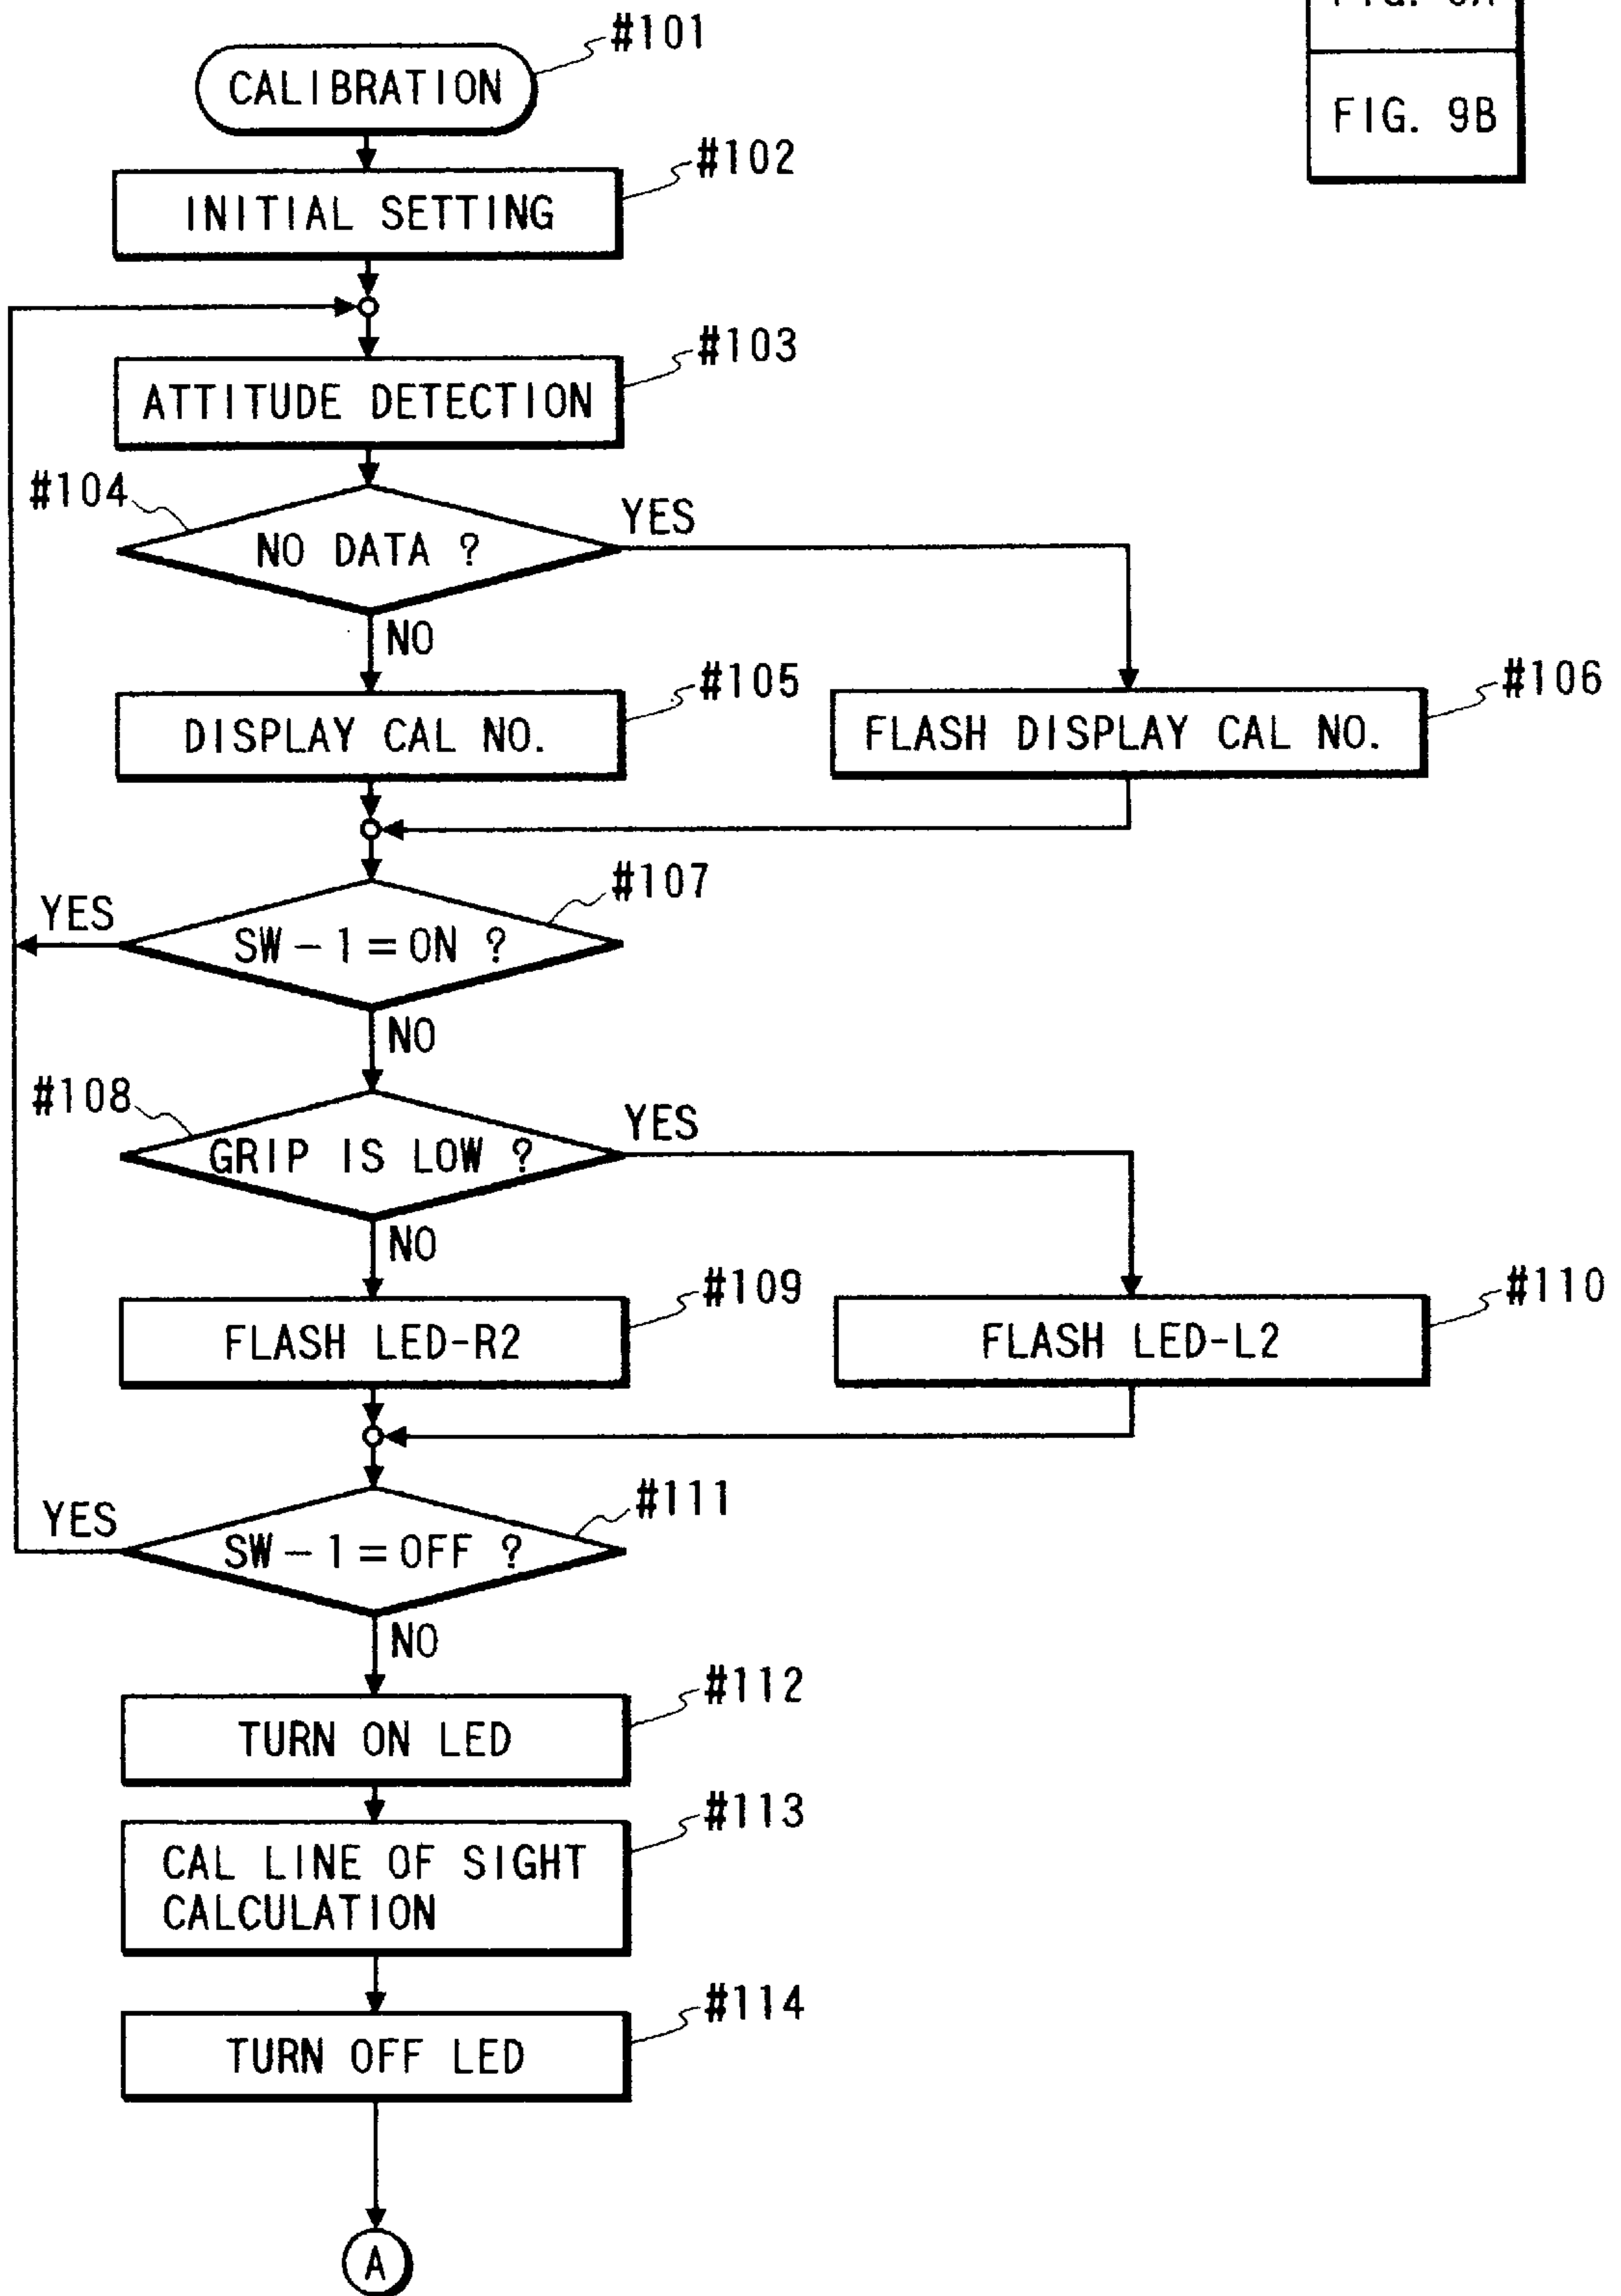 FIG. 9B
CALIBRATION
#101
INITIAL SETTING
#102
ATTITUDE DETECTION
#103
#104
NO DATA ?
YES
NO
DISPLAY CAL NO.
#105
FLASH DISPLAY CAL NO.
#106
#107
YES
SW-1=ON ?
NO
#108
GRIP IS LOW ?
YES
NO
FLASH LED-R2
#109
FLASH LED-L2
#110
#111
YES
SW-1=OFF ?
NO
#112
TURN ON LED
#113
CAL LINE OF SIGHT
CALCULATION
#114
TURN OFF LED
A